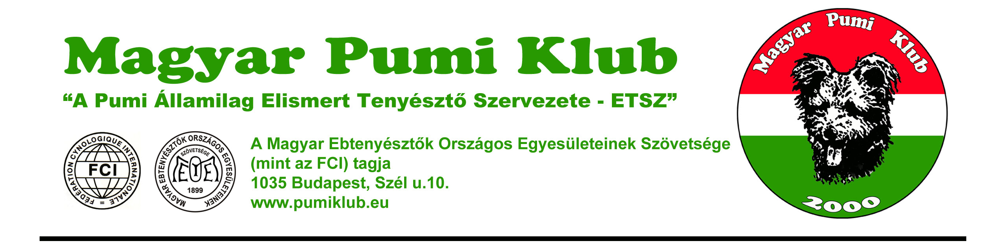 Magyar Pumi Klub
“A Pumi Államilag Elismert Tenyésztő Szervezete - ETSZ”
A Magyar Ebtenyésztők Országos Egyesületeinek Szövetsége
(mint az FCI) tagja
1035 Budapest, Szél u.10.
www.pumiklub.eu
FÉDÉRATION CYNOLOGIQUE INTERNATIONALE =
FCI
MAGYAR EBTENYÉSZTŐK ORSZÁGOS EGYESÜLETEINEK
SZÖVETSÉGE
MEOE
1899
Magyar Pumi Klub
2000